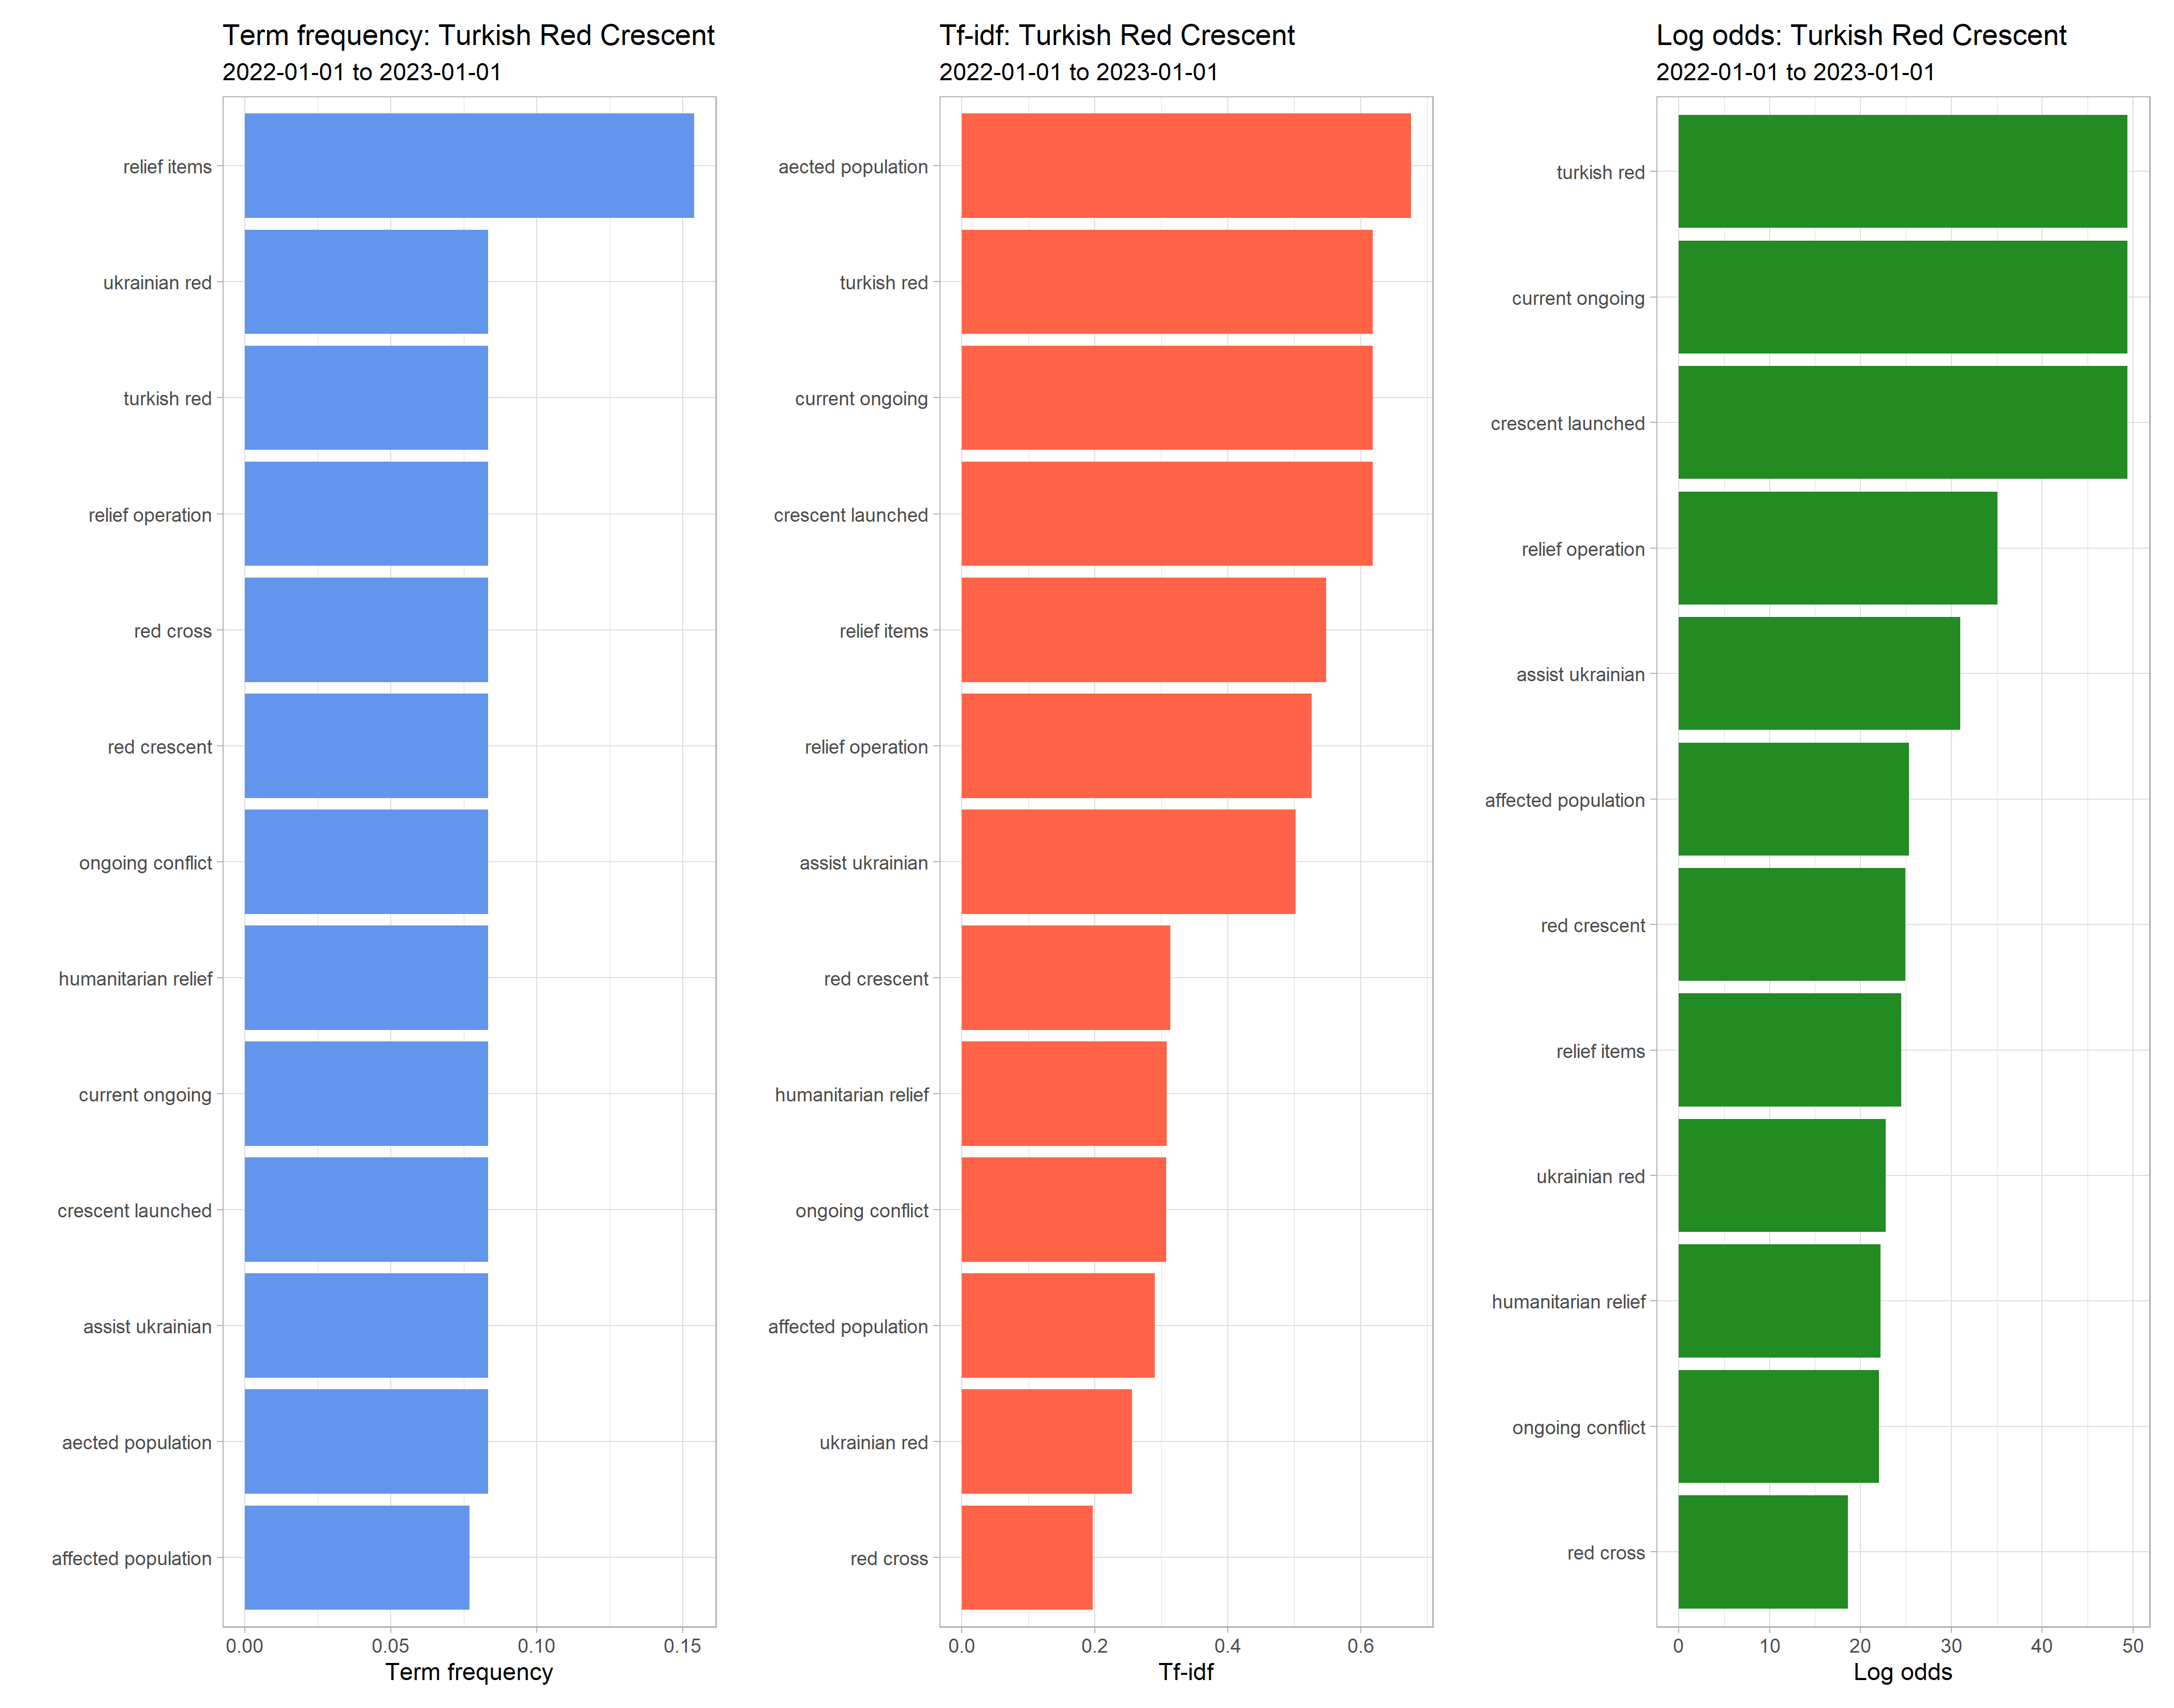 Term frequency: Turkish Red Crescent
2022-01-01 to 2023-01-01
relief items
ukrainian red
turkish red
relief operation
red cross
red crescent
ongoing conflict
humanitarian relief
current ongoing
crescent launched
assist ukrainian
aected population
affected population
0.00 0.05 0.10 0.15
Term frequency
Tf-idf: Turkish Red Crescent
2022-01-01 to 2023-01-01
aected population
turkish red
current ongoing
crescent launched
relief items
relief operation
assist ukrainian
red crescent
humanitarian relief
ongoing conflict
affected population
ukrainian red
red cross
0.0 0.2 0.4 0.6
Tf-idf
Log odds: Turkish Red Crescent
2022-01-01 to 2023-01-01
turkish red
current ongoing
crescent launched
relief operation
assist ukrainian
affected population
red crescent
relief items
ukrainian red
humanitarian relief
ongoing conflict
red cross
0 10 20 30 40 50
Log odds